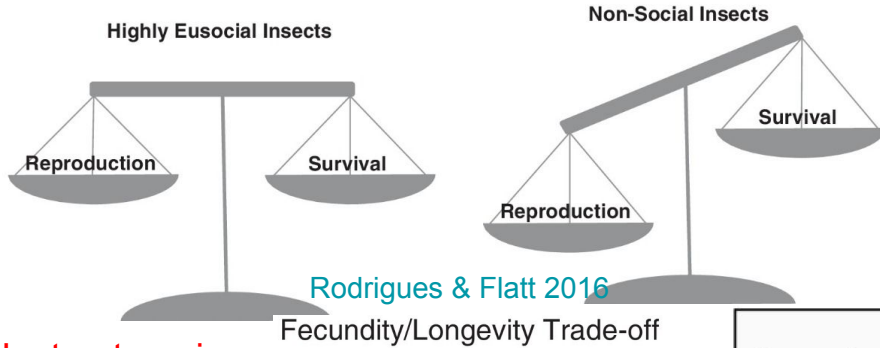 Highly Eusocial Insects
Non-Social Insects
Reproduction
Survival
Reproduction
Survival
Rodrigues & Flatt 2016
Fecundity/Longevity Trade-off